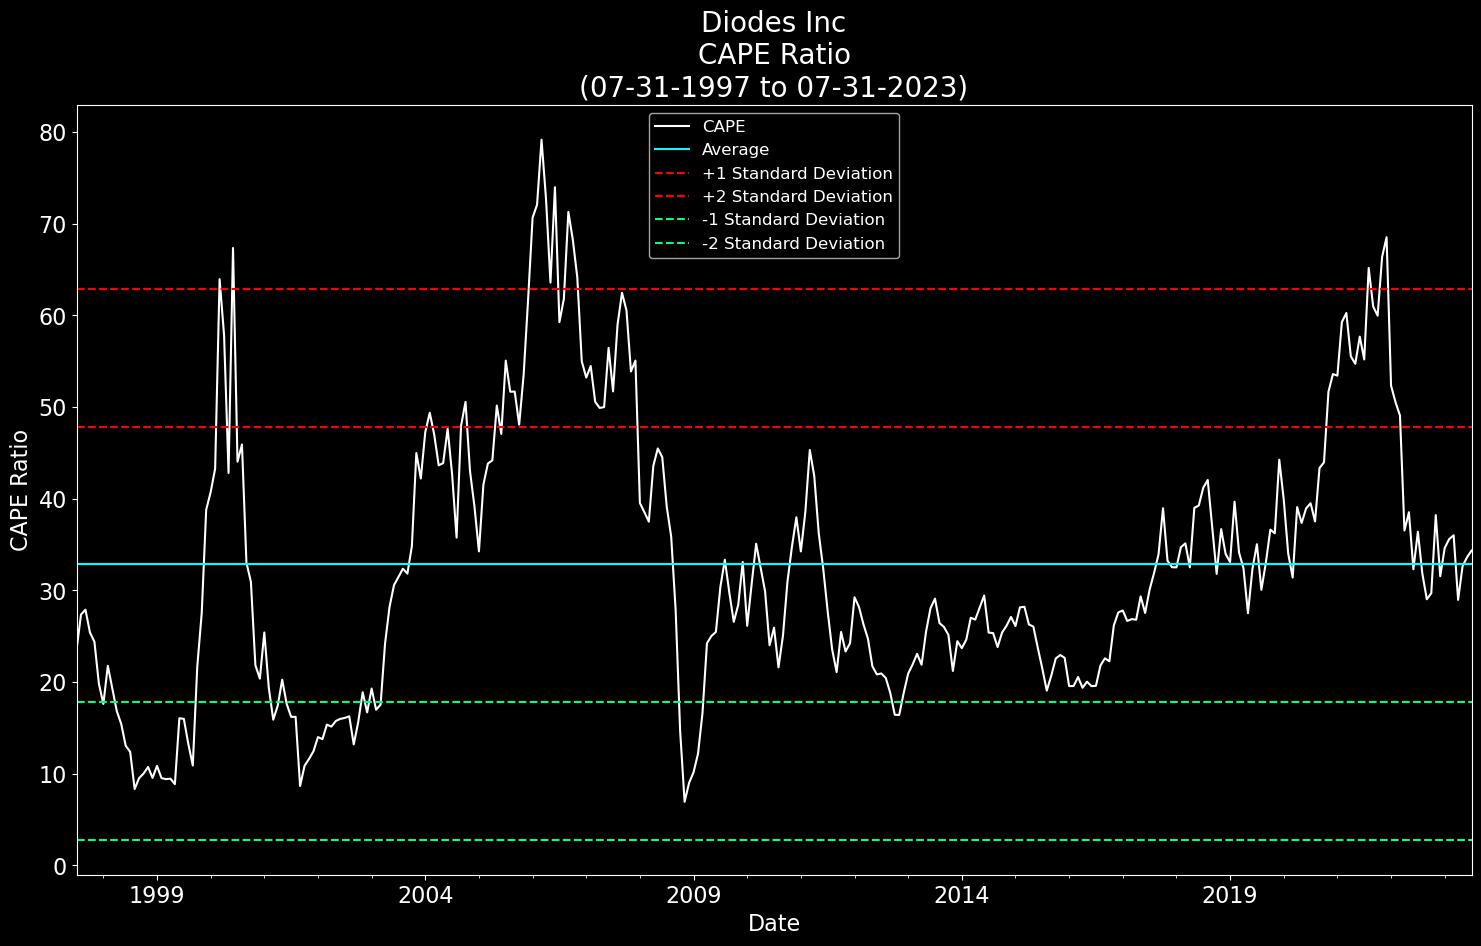 Diodes Inc
CAPE Ratio
(07-31-1997 to 07-31-2023)
CAPE
Average
+1 Standard Deviation
+2 Standard Deviation
-1 Standard Deviation
-2 Standard Deviation
CAPE Ratio
80
70
60
50
40
30
20
10
0
1999
2004
2009
2014
2019
Date